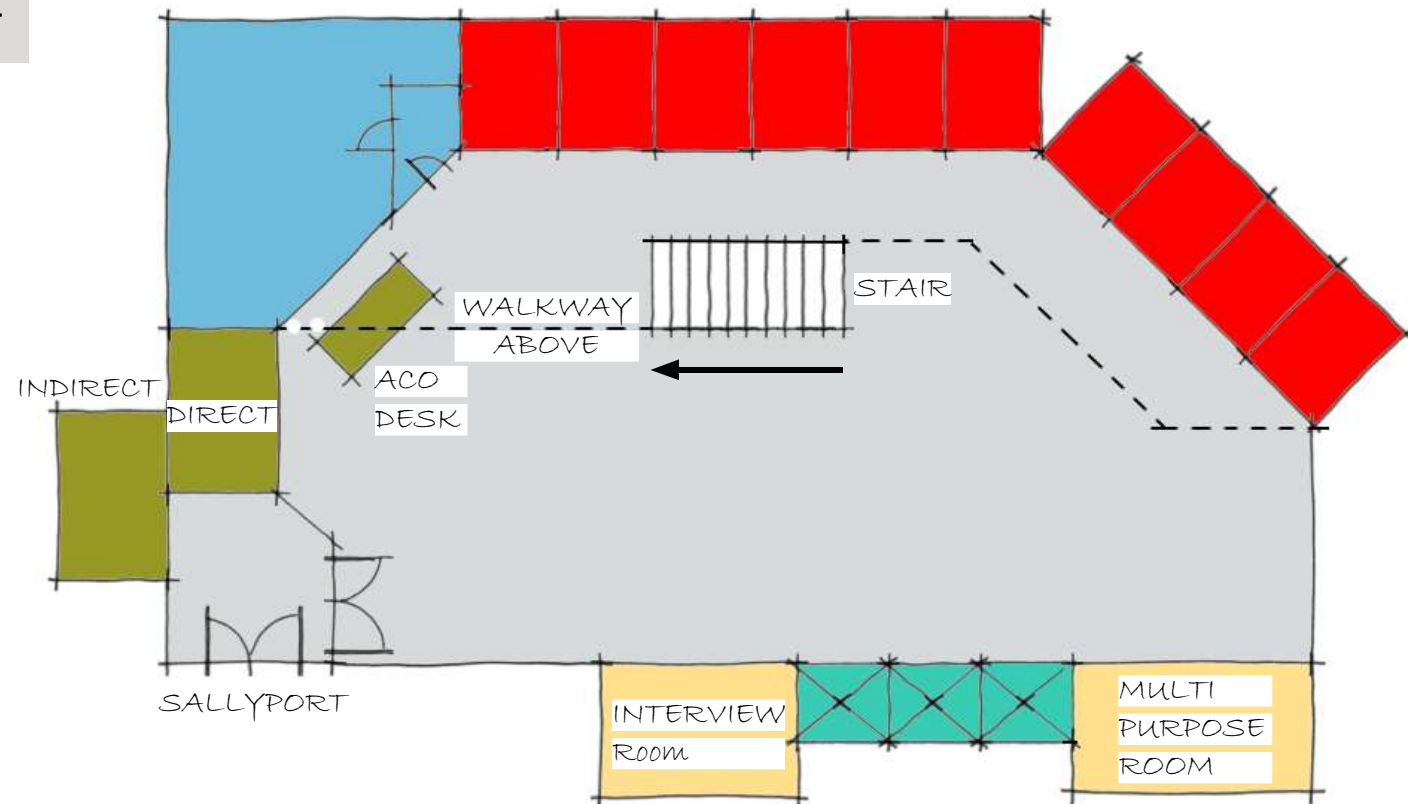 WALKWAY
ABOVE
STAIR
INDIRECT
DIRECT
ACO
DESK
SALLYPORT
INTERVIEW
Room
MULTI
PURPOSE
ROOM